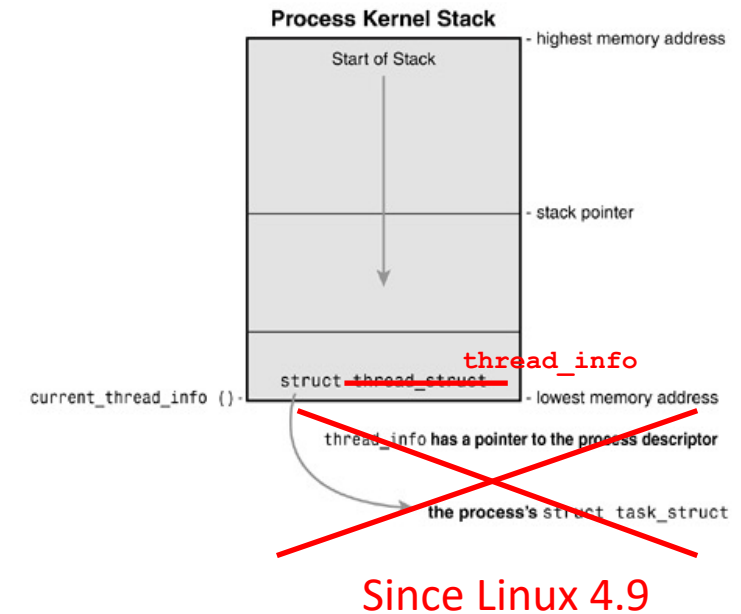 Process Kernel Stack
- highest memory address
Start of Stack
- stack pointer
thread_info
struct thread_struct
current_thread_info () -
- lowest memory address
thread_info has a pointer to the process descriptor
the process's struct task_struct
Since Linux 4.9